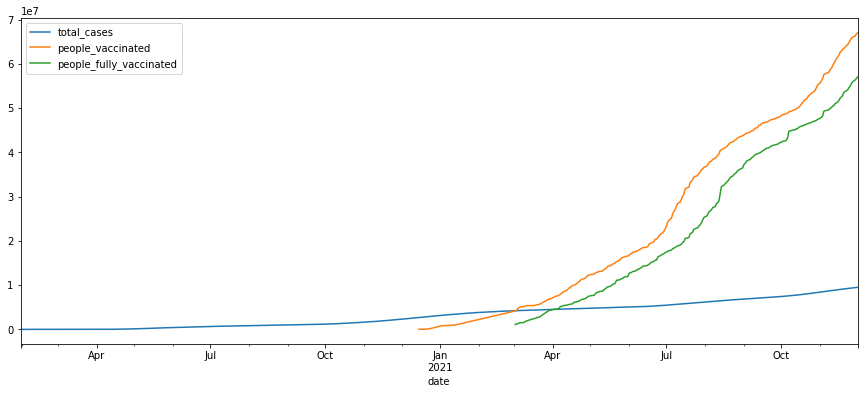 1e7
7
6
5
4
3
2
1
0
total_cases
people_vaccinated
people_fully_vaccinated
Apr Jul Oct Jan Apr Jul Oct
2021
date